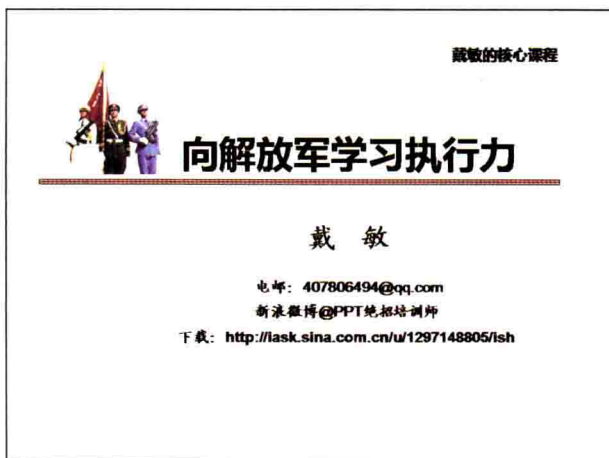 戴敏的核心课程
向解放军学习执行力
戴 敏
电邮：407806494@qq.com
新浪微博@PPT绝招培训师
下载：http://iask.sina.com.cn/u/1297148805/ish